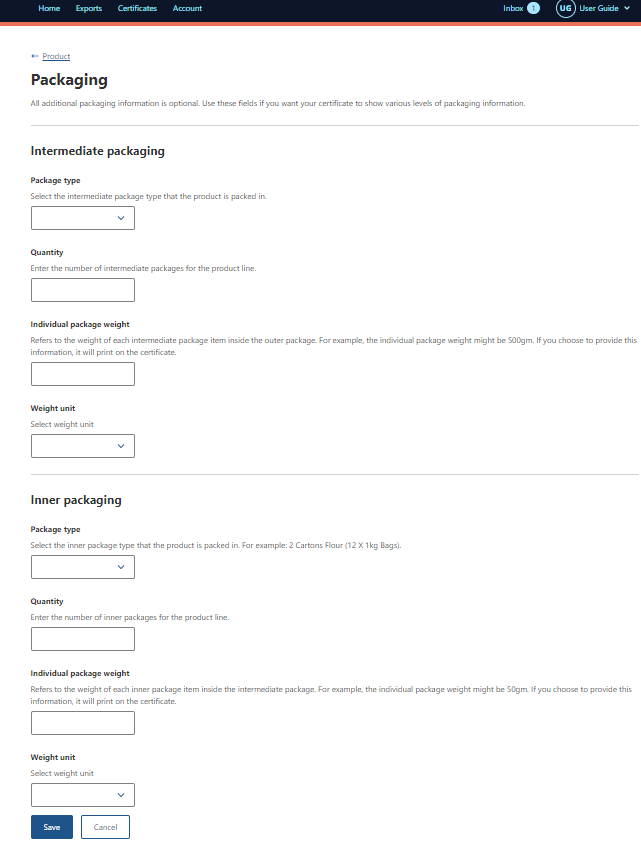 Home Exports Certificates Account Inbox 1 UG User Guide
← Product
Packaging
All additional packaging information is optional. Use these fields if you want your certificate to show various levels of packaging information.
Intermediate packaging
Package type
Select the intermediate package type that the product is packed in.
Quantity
Enter the number of intermediate packages for the product line.
Individual package weight
Refers to the weight of each intermediate package item inside the outer package. For example, the individual package weight might be 500gm. If you choose to provide this
information, it will print on the certificate.
Weight unit
Select weight unit
Inner packaging
Package type
Select the inner package type that the product is packed in. For example: 2 Cartons Flour (12 X 1kg Bags).
Quantity
Enter the number of inner packages for the product line.
Individual package weight
Refers to the weight of each inner package item inside the intermediate package. For example, the individual package weight might be 50gm. If you choose to provide this
information, it will print on the certificate.
Weight unit
Select weight unit
Save Cancel